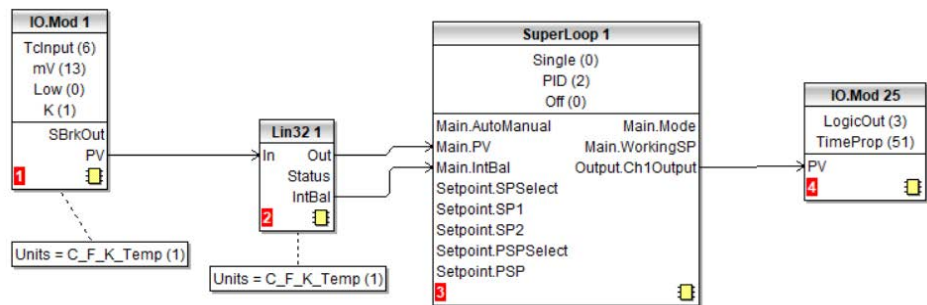 IO.Mod 1
TcInput (6)
mV (13)
Low (0)
K (1)
SBrkOut
PV
1
Units = C_F_K_Temp (1)
Lin32 1
In Out
Status
IntBal
2
Units = C_F_K_Temp (1)
SuperLoop 1
Single (0)
PID (2)
Off (0)
Main.AutoManual Main.Mode
Main.PV Main.WorkingSP
Main.IntBal Output.Ch1Output
Setpoint.SPSelect
Setpoint.SP1
Setpoint.SP2
Setpoint.PSPSelect
Setpoint.PSP
3
IO.Mod 25
LogicOut (3)
TimeProp (51)
PV
4